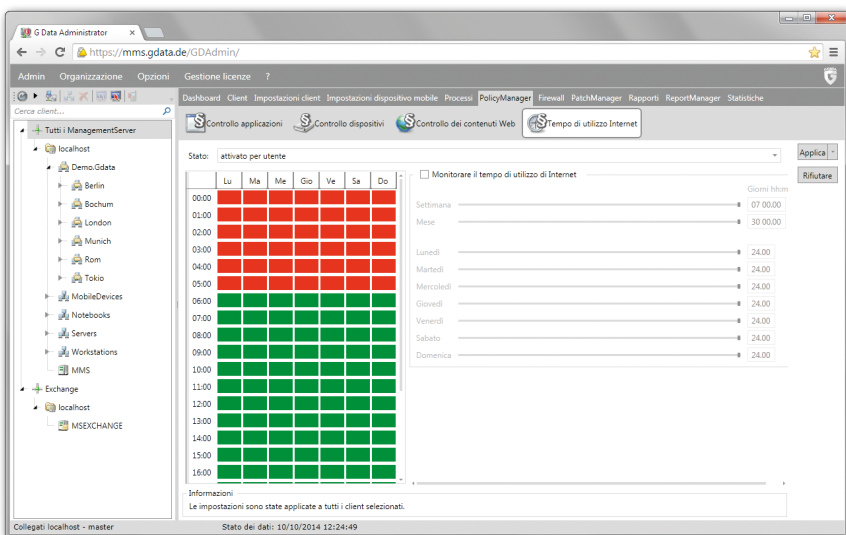 G Data Administrator
https://mms.gdata.de/GDAdmin/
Admin Organizzazione Opzioni Gestione licenze ?
Cerca client...
Dashboard Client Impostazioni client Impostazioni dispositivo mobile Processi PolicyManager Firewall PatchManager Rapporti ReportManager Statistiche
Controllo applicazioni Controllo dispositivi Controllo dei contenuti Web Tempo di utilizzo Internet
Tutti i ManagementServer
localhost
Demo.Gdata
Berlin
Bochum
London
Munich
Rom
Tokio
MobileDevices
Notebooks
Servers
Workstations
MMS
Exchange
localhost
MSEXCHANGE
Stato: attivato per utente
Applica
Rifiutare
Lu Ma Me Gio Ve Sa Do
00:00
01:00
02:00
03:00
04:00
05:00
06:00
07:00
08:00
09:00
10:00
11:00
12:00
13:00
14:00
15:00
16:00
Monitorare il tempo di utilizzo di Internet
Giorni hh:m
Settimana 07 00.00
Mese 30 00.00
Lunedì 24.00
Martedì 24.00
Mercoledì 24.00
Giovedì 24.00
Venerdì 24.00
Sabato 24.00
Domenica 24.00
Informazioni
Le impostazioni sono state applicate a tutti i client selezionati.
Collegati localhost - master Stato dei dati: 10/10/2014 12:24:49